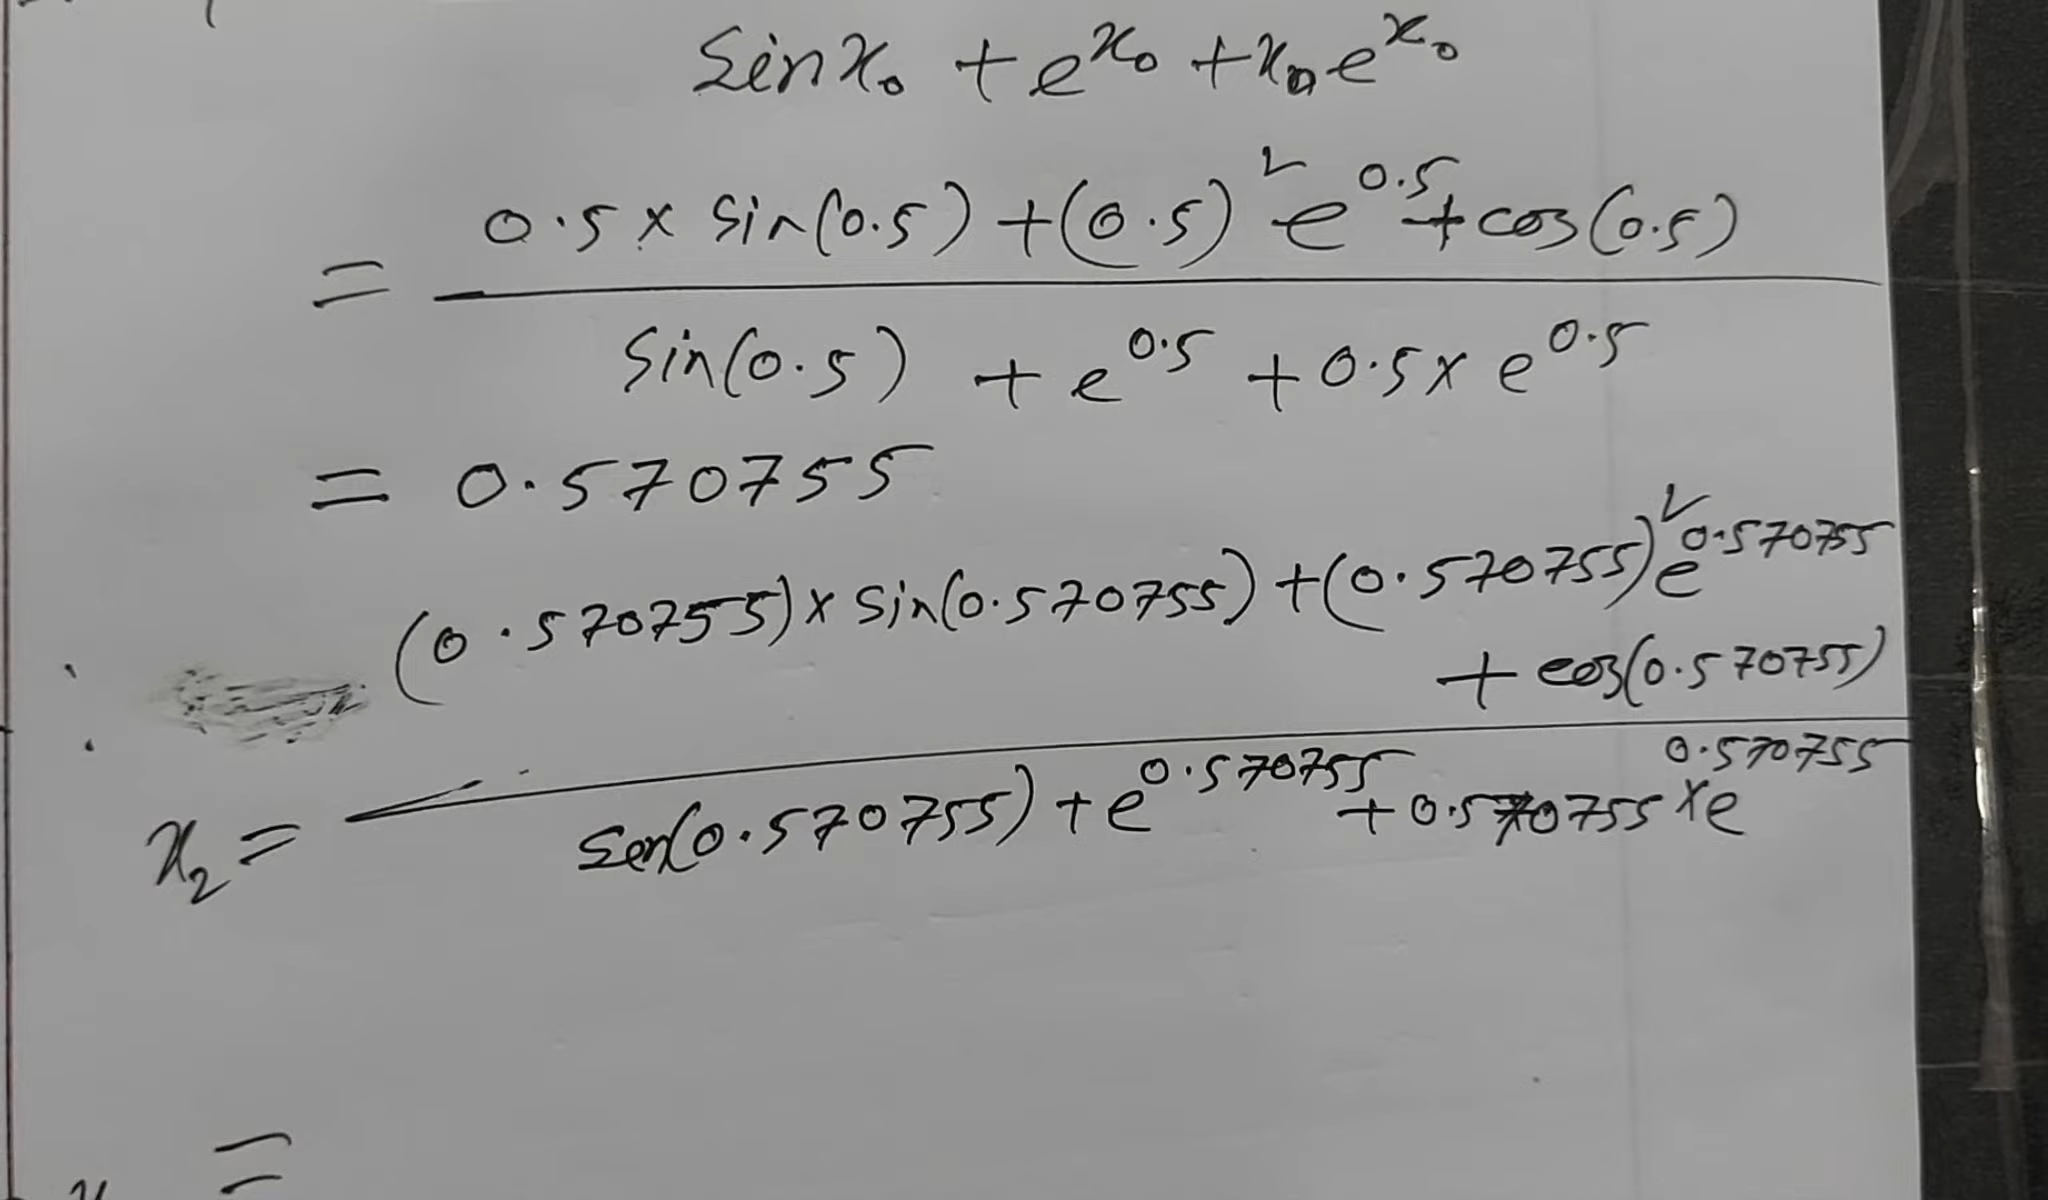 Sinx₀ + e^x₀ + x₀e^x₀
= 0.5 × Sin(0.5) + (0.5)² e^0.5 + cos(0.5)
Sin(0.5) + e^0.5 + 0.5 × e^0.5
= 0.570755
(0.570755) × Sin(0.570755) + (0.570755)² e^0.570755
+ cos(0.570755)
x₂ =
Sin(0.570755) + e^0.570755 + 0.570755 × e^0.570755
=